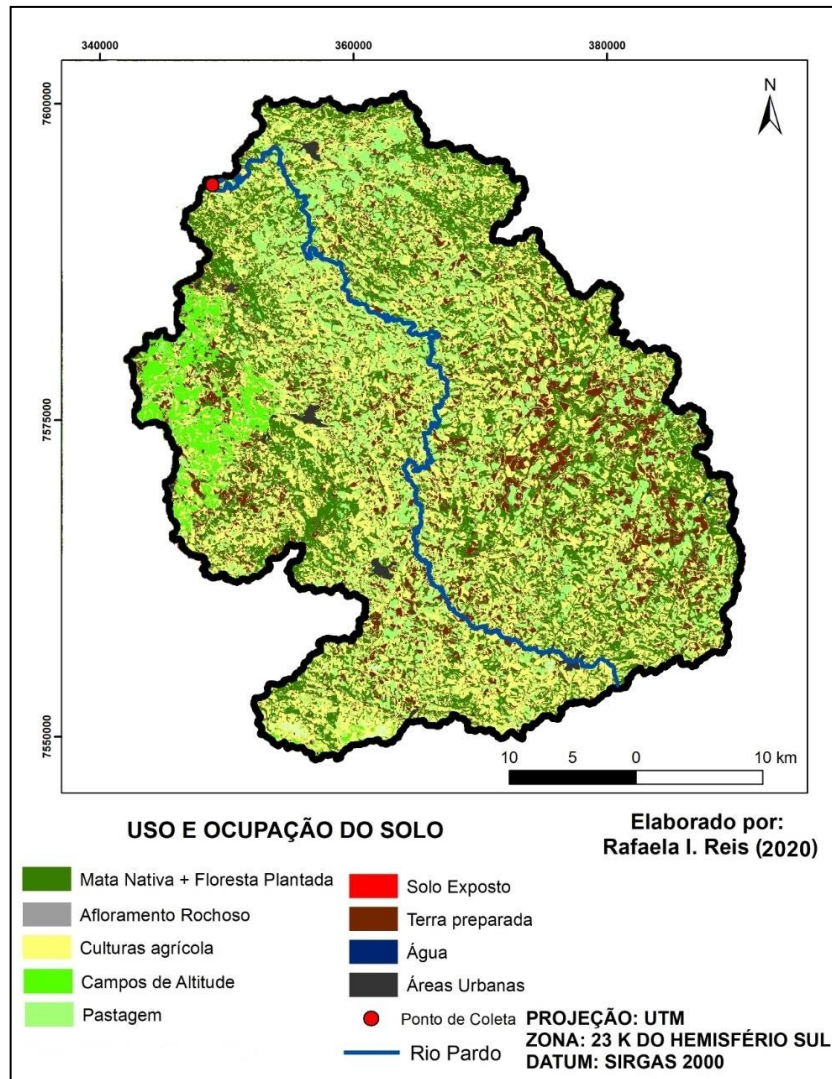 340000
360000
380000
7600000
N
7575000
7550000
10 5 0 10 km
USO E OCUPAÇÃO DO SOLO
Elaborado por:
Rafaela I. Reis (2020)
Mata Nativa + Floresta Plantada
Afloramento Rochoso
Culturas agrícola
Campos de Altitude
Pastagem
Solo Exposto
Terra preparada
Água
Áreas Urbanas
Ponto de Coleta
Rio Pardo
PROJEÇÃO: UTM
ZONA: 23 K DO HEMISFÉRIO SUL
DATUM: SIRGAS 2000